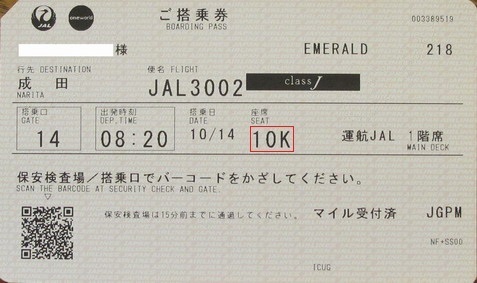 JAL oneworld ご搭乗券 003389519
BOARDING PASS
様 EMERALD 218
行先 DESTINATION 便名 FLIGHT
成田 JAL3002 class J
NARITA
搭乗口 出発時刻 搭乗日 座席
GATE DEP.TIME DATE SEAT
14 08:20 10/14 10K 運航JAL 1階席
MAIN DECK
保安検査場/搭乗口でバーコードをかざしてください。
SCAN THE BARCODE AT SECURITY CHECK AND GATE.
保安検査場は15分前までに通過してください。 マイル受付済 JGPM
NF+SS00
ICUG